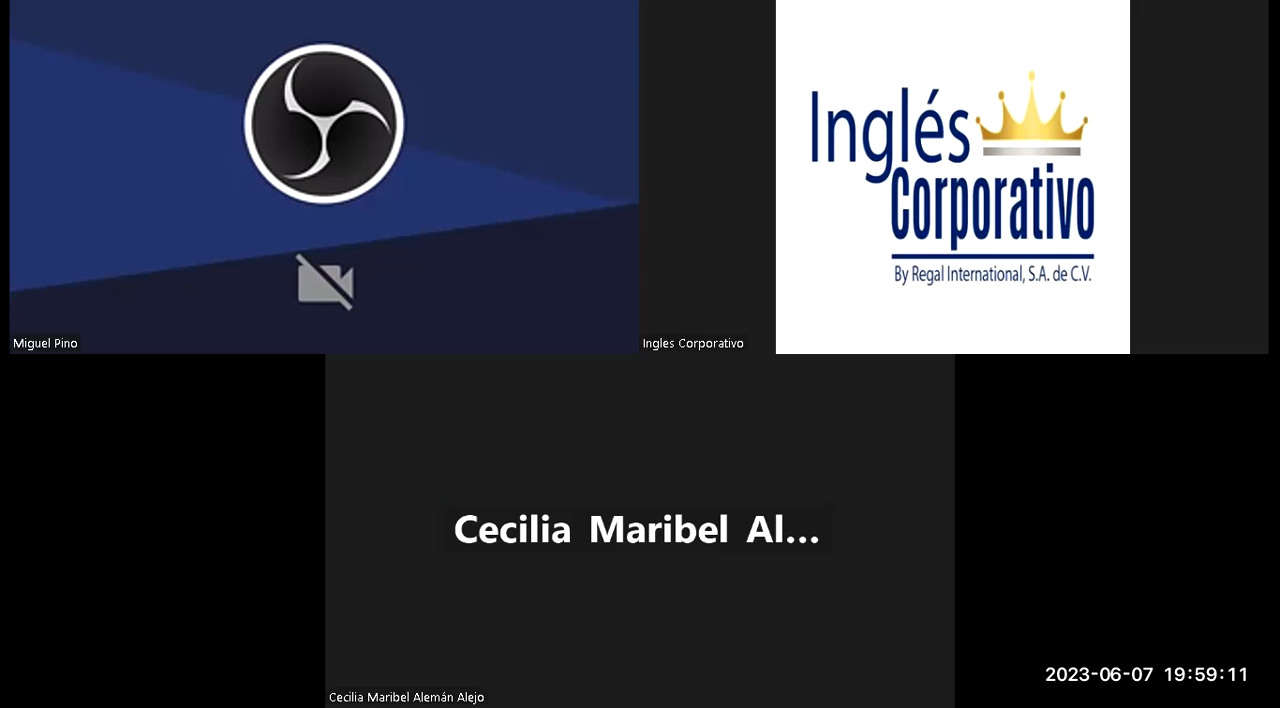 Inglés
Corporativo
By Regal International, S.A. de C.V.
Miguel Pino
Ingles Corporativo
Cecilia Maribel Al...
Cecilia Maribel Alemán Alejo
2023-06-07 19:59:11